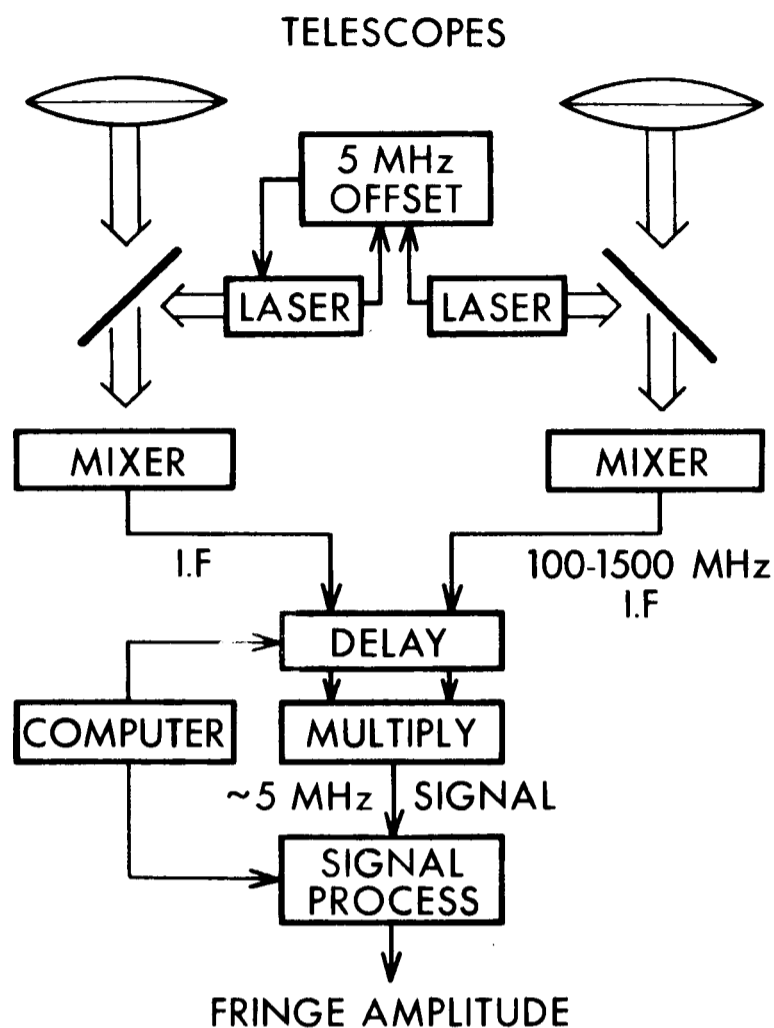 TELESCOPES
5 MHz
OFFSET
LASER
LASER
MIXER
MIXER
I.F
100-1500 MHz
I.F
DELAY
COMPUTER
MULTIPLY
~5 MHz SIGNAL
SIGNAL
PROCESS
FRINGE AMPLITUDE